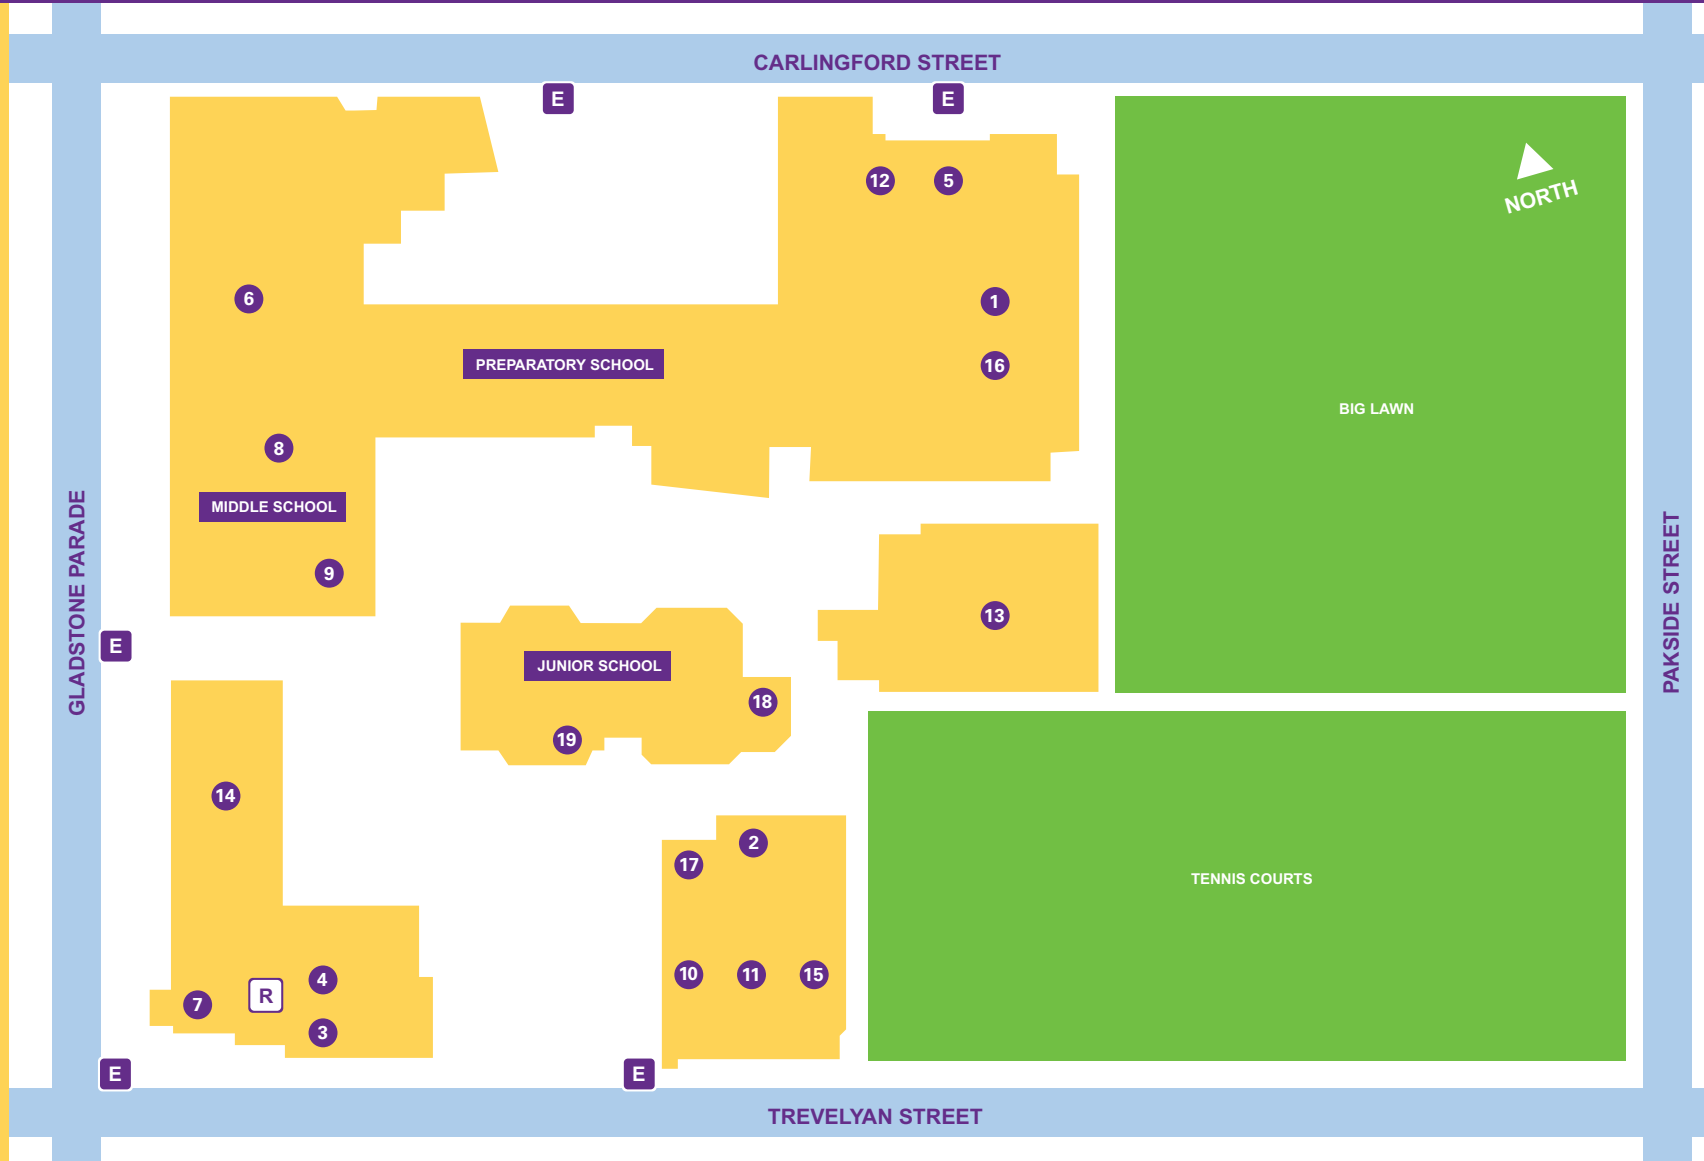 CARLINGFORD STREET
E
E
12
5
NORTH
6
1
PREPARATORY SCHOOL
16
BIG LAWN
8
MIDDLE SCHOOL
GLADSTONE PARADE
PAKSIDE STREET
9
13
E
JUNIOR SCHOOL
18
19
14
2
17
TENNIS COURTS
10
11
15
4
R
7
3
E
E
TREVELYAN STREET